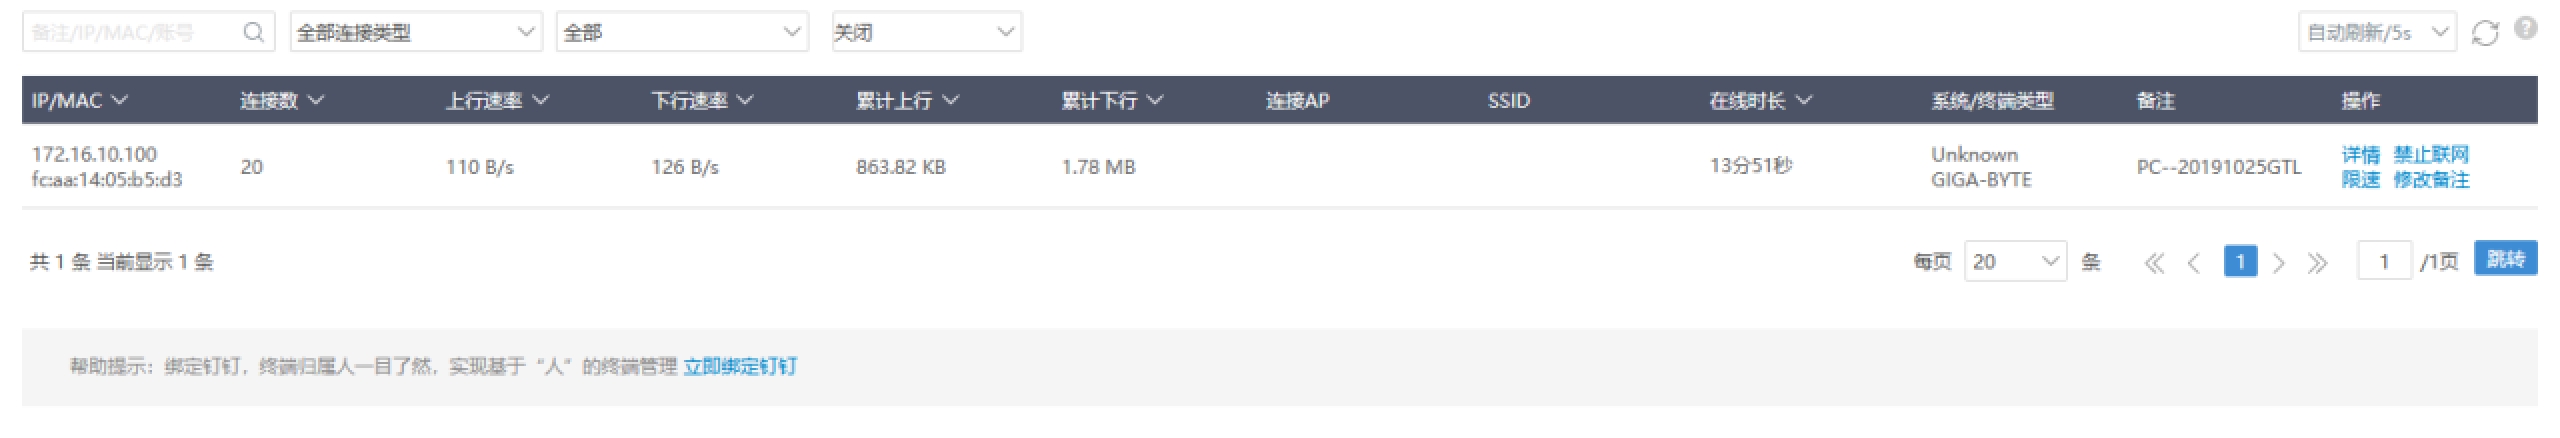 备注/IP/MAC/账号 全部连接类型 全部 关闭 自动刷新/5s ?
IP/MAC 连接数 上行速率 下行速率 累计上行 累计下行 连接AP SSID 在线时长 系统/终端类型 备注 操作
172.16.10.100 Unknown 详情 禁止联网
20 110 B/s 126 B/s 863.82 KB 1.78 MB 13分51秒 PC--20191025GTL
fc:aa:14:05:b5:d3 GIGA-BYTE 限速 修改备注
共 1 条 当前显示 1 条 每页 20 条 1 1 /1页 跳转
帮助提示：绑定钉钉，终端归属人一目了然，实现基于“人”的终端管理 立即绑定钉钉